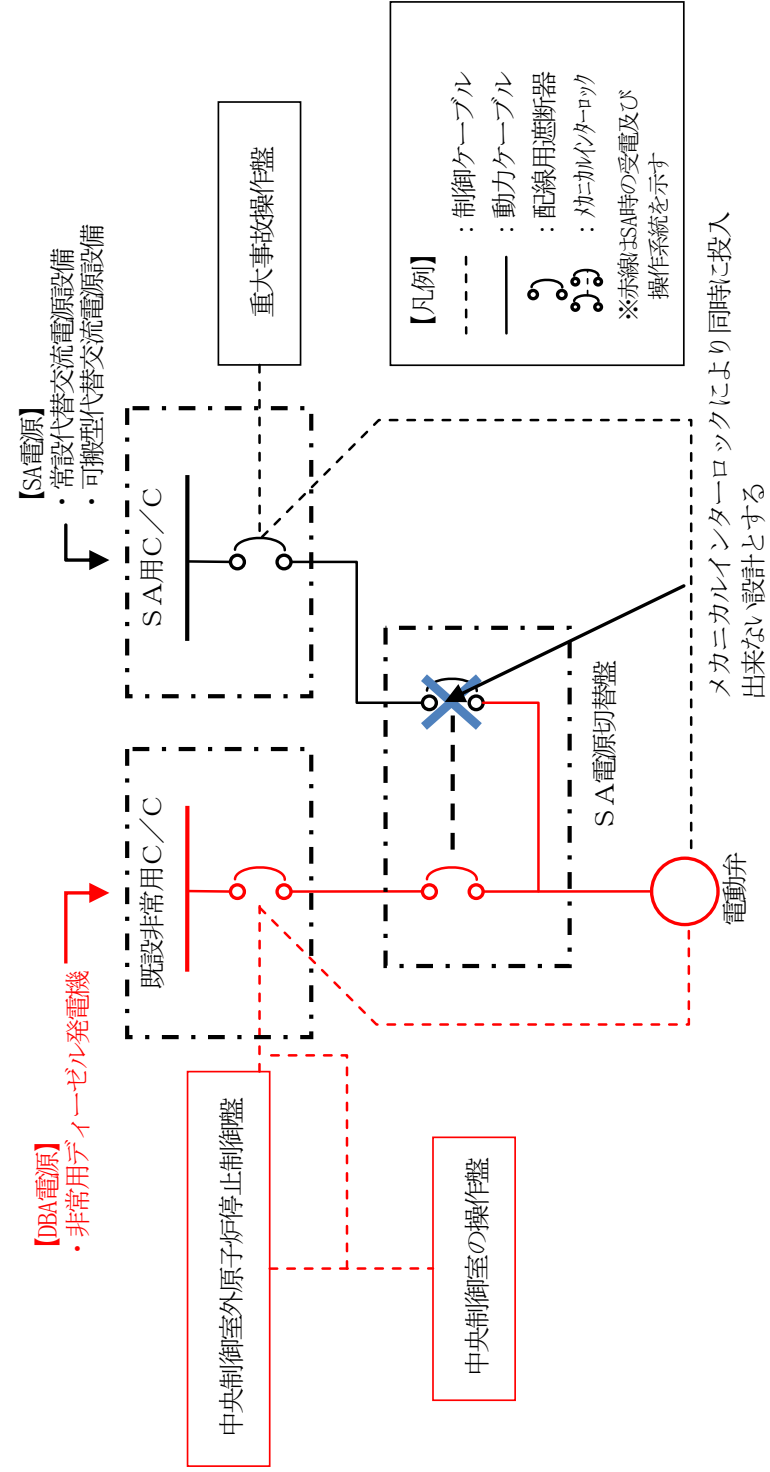 【DBA電源】
・非常用ディーゼル発電機
【SA電源】
・常設代替交流電源設備
・可搬型代替交流電源設備
既設非常用C／C
SA用C／C
重大事故操作盤
中央制御室外原子炉停止制御盤
中央制御室の操作盤
SA電源切替盤
電動弁
メカニカルインターロックにより同時に投入
出来ない設計とする
【凡例】
：制御ケーブル
：動力ケーブル
：配線用遮断器
：ﾒｶﾆｶﾙｲﾝﾀｰﾛｯｸ
※赤線はSA時の受電及び
操作系統を示す